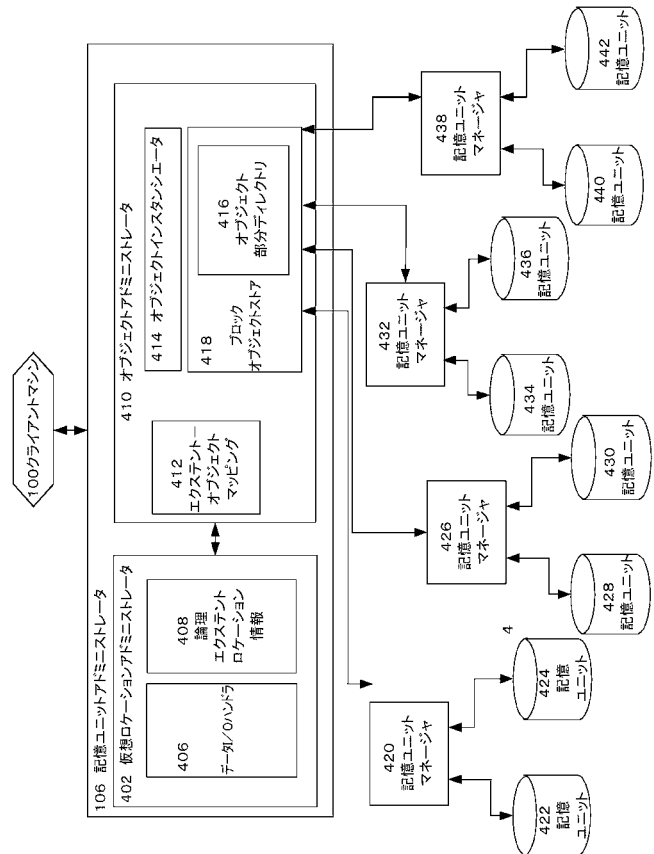 100クライアントマシン
106 記憶ユニットアドミニストレータ
402 仮想ロケーションアドミニストレータ
406
データI/Oハンドラ
408
論理
エクステント
ロケーション
情報
410 オブジェクトアドミニストレータ
412
エクステントー
オブジェクト
マッピング
414 オブジェクトインスタンシエータ
418
ブロック
オブジェクトストア
416
オブジェクト
部分ディレクトリ
420
記憶ユニット
マネージャ
426
記憶ユニット
マネージャ
432
記憶ユニット
マネージャ
438
記憶ユニット
マネージャ
422
記憶
ユニット
424
記憶
ユニット
4
428
記憶ユニット
430
記憶ユニット
434
記憶ユニット
436
記憶ユニット
440
記憶ユニット
442
記憶ユニット